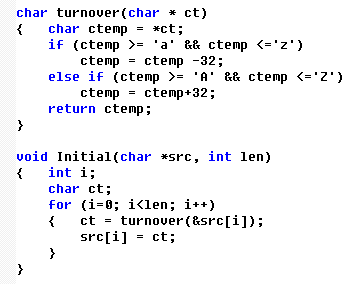 char turnover(char * ct)
{   char ctemp = *ct;
    if (ctemp >= 'a' && ctemp <='z')
        ctemp = ctemp -32;
    else if (ctemp >= 'A' && ctemp <='Z')
        ctemp = ctemp+32;
    return ctemp;
}

void Initial(char *src, int len)
{   int i;
    char ct;
    for (i=0; i<len; i++)
    {   ct = turnover(&src[i]);
        src[i] = ct;
    }
}